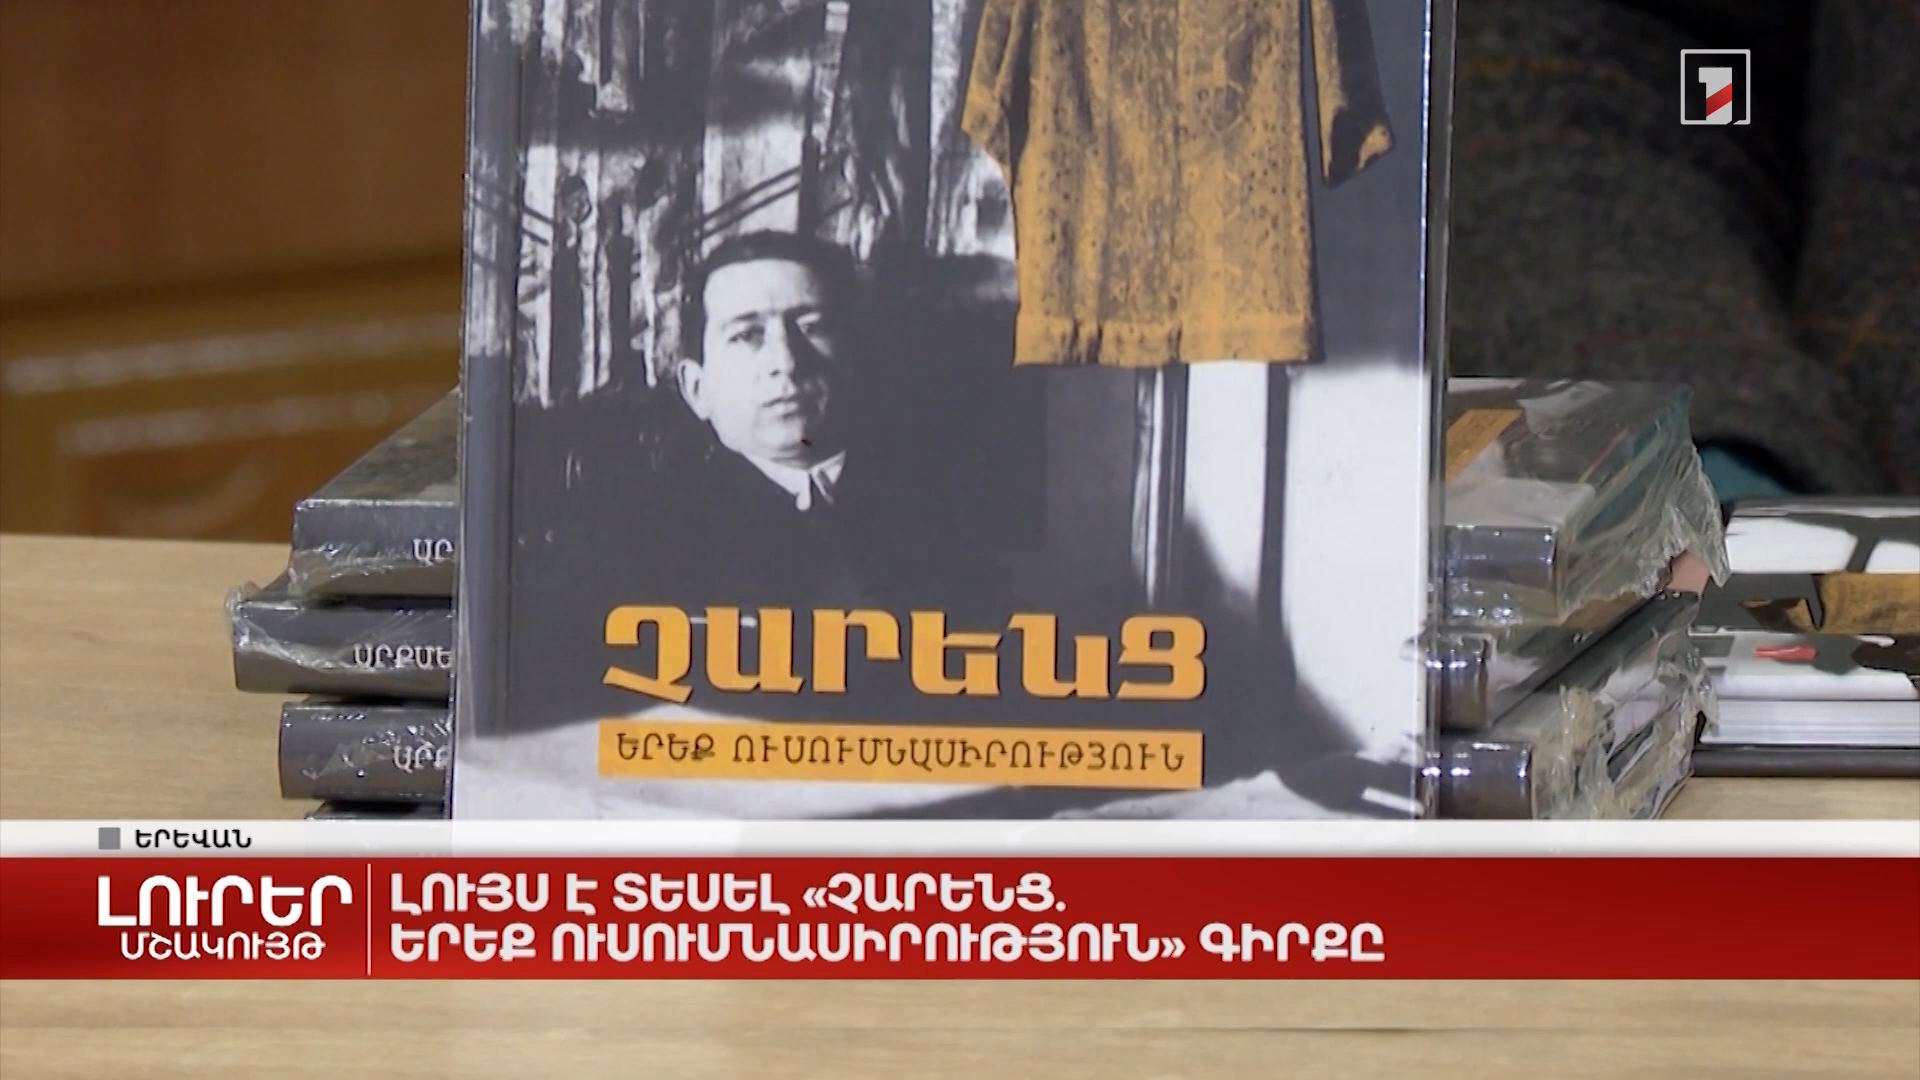 ՉԱՐԵՆՑ
ԵՐԵՔ ՈՒՍՈՒՄՆԱՍԻՐՈՒԹՅՈՒՆ
ԵՐԵՎԱՆ
ԼՈՒՐԵՐ
ՄՇԱԿՈՒՅԹ
ԼՈՒՅՍ Է ՏԵՍԵԼ «ՉԱՐԵՆՑ.
ԵՐԵՔ ՈՒՍՈՒՄՆԱՍԻՐՈՒԹՅՈՒՆ» ԳԻՐՔԸ